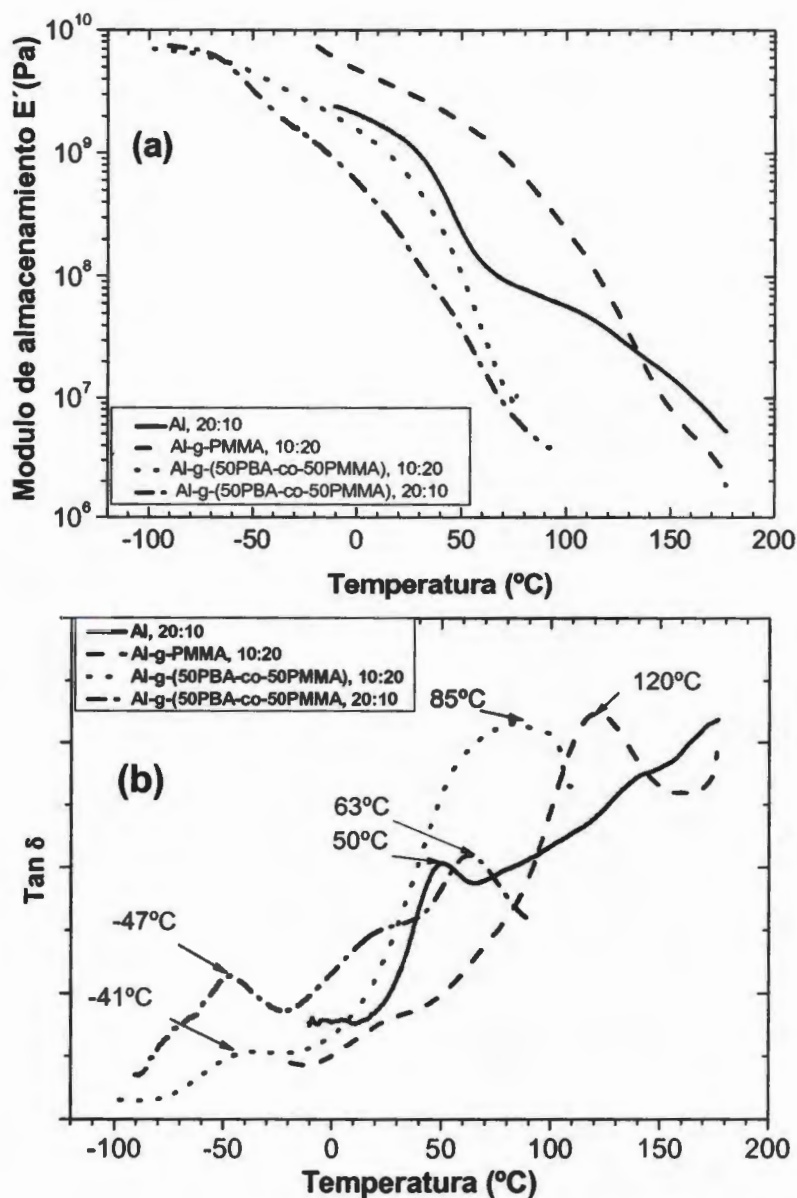 10¹⁰
10⁹
10⁸
10⁷
10⁶
Modulo de almacenamiento E´(Pa)
(a)
Al, 20:10
Al-g-PMMA, 10:20
Al-g-(50PBA-co-50PMMA), 10:20
Al-g-(50PBA-co-50PMMA), 20:10
-100 -50 0 50 100 150 200
Temperatura (ºC)
Al, 20:10
Al-g-PMMA, 10:20
Al-g-(50PBA-co-50PMMA), 10:20
Al-g-(50PBA-co-50PMMA, 20:10
(b)
85ºC
120ºC
63ºC
50ºC
-47ºC
-41ºC
Tan δ
-100 -50 0 50 100 150 200
Temperatura (ºC)